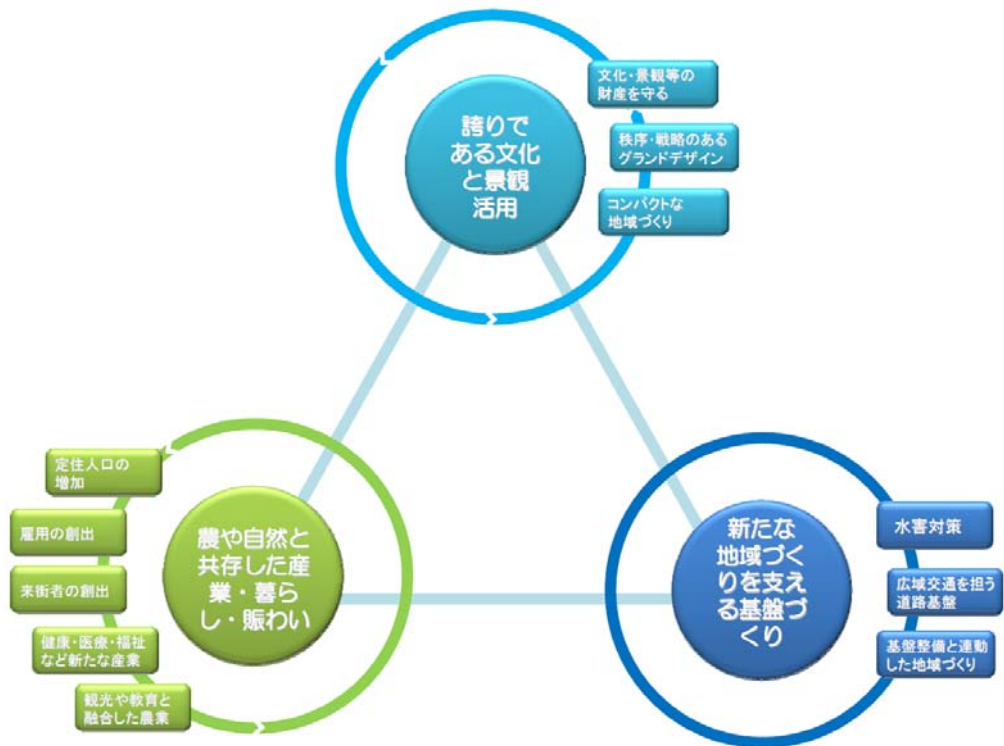 誇りで
ある文化
と景観
活用
文化・景観等の
財産を守る
秩序・戦略のある
グランドデザイン
コンパクトな
地域づくり
農や自然と
共存した産
業・暮ら
し・賑わい
定住人口の
増加
雇用の創出
来街者の創出
健康・医療・福祉
など新たな産業
観光や教育と
融合した農業
新たな
地域づく
りを支え
る基盤づ
くり
水害対策
広域交通を担う
道路基盤
基盤整備と連動
した地域づくり